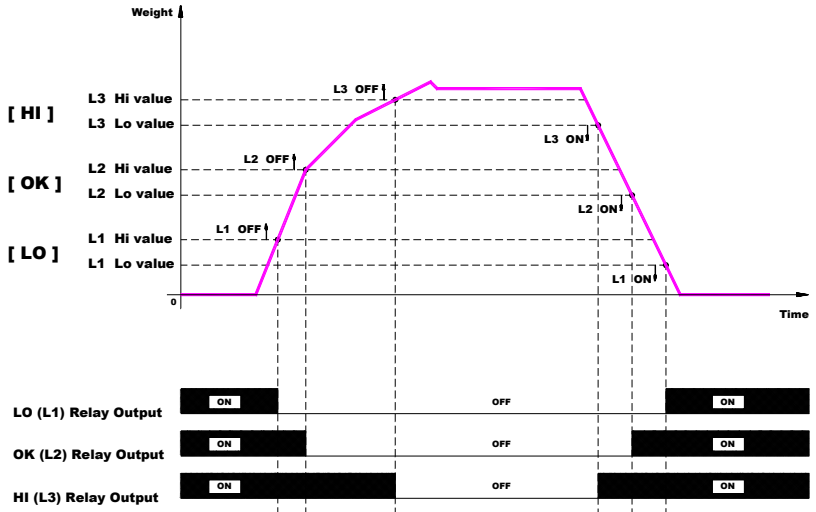 Weight
L3 OFF
L3 Hi value
[ HI ]
L3 Lo value
L3 ON
L2 OFF
L2 Hi value
[ OK ]
L2 Lo value
L2 ON
L1 OFF
L1 Hi value
[ LO ]
L1 Lo value
L1 ON
0
Time
LO (L1) Relay Output ON OFF ON
OK (L2) Relay Output ON OFF ON
HI (L3) Relay Output ON OFF ON